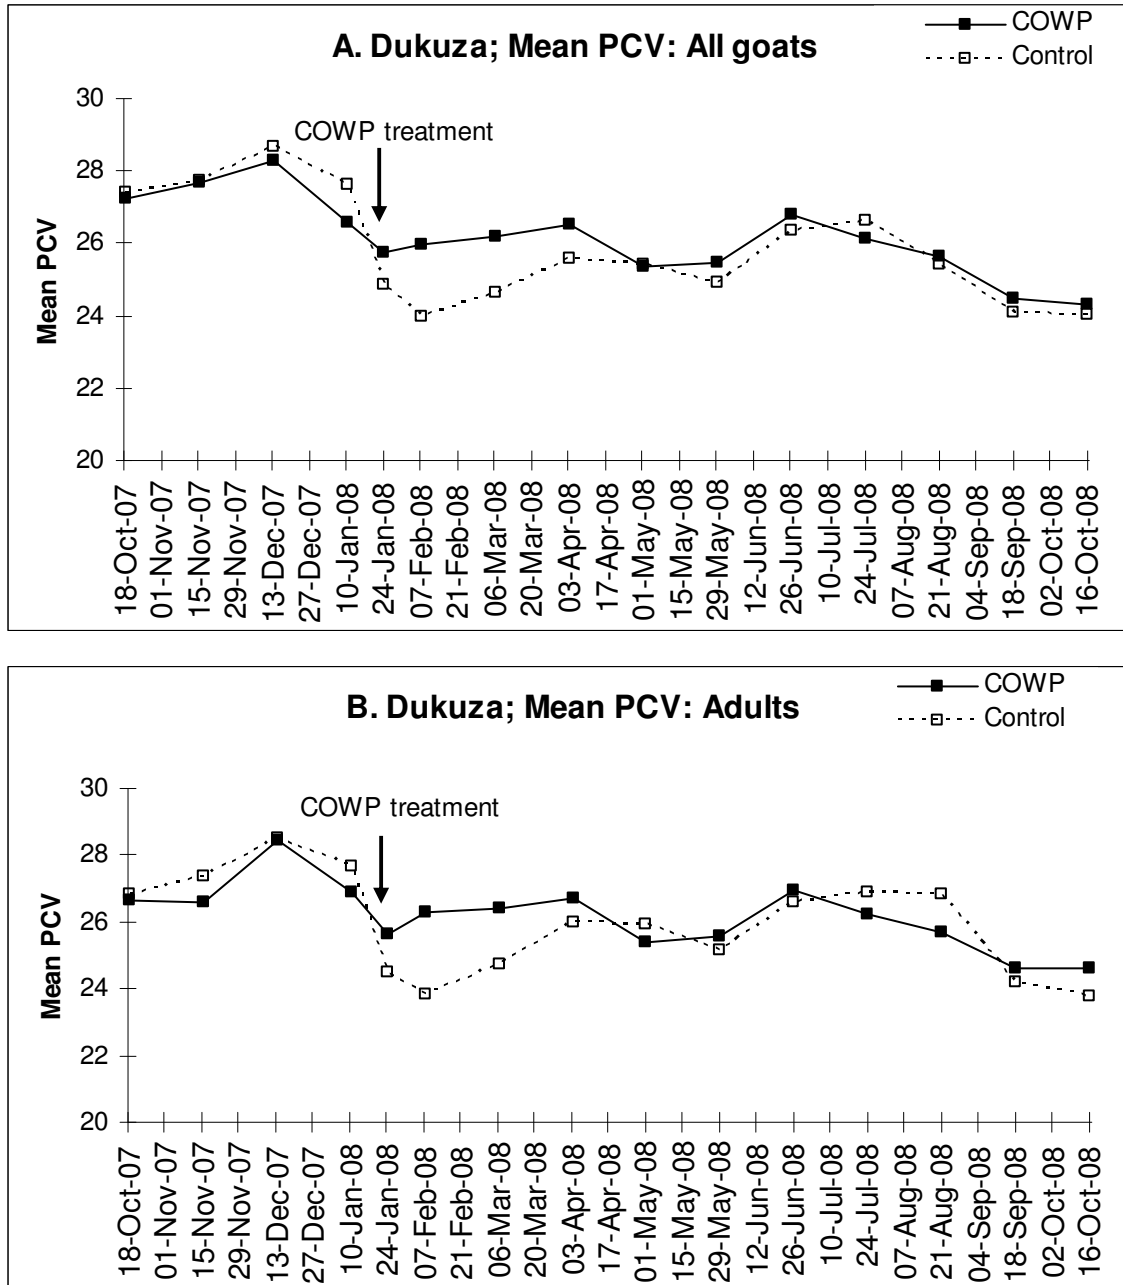 A. Dukuza; Mean PCV: All goats
COWP
Control
COWP treatment
Mean PCV
30
28
26
24
22
20
18-Oct-07
01-Nov-07
15-Nov-07
29-Nov-07
13-Dec-07
27-Dec-07
10-Jan-08
24-Jan-08
07-Feb-08
21-Feb-08
06-Mar-08
20-Mar-08
03-Apr-08
17-Apr-08
01-May-08
15-May-08
29-May-08
12-Jun-08
26-Jun-08
10-Jul-08
24-Jul-08
07-Aug-08
21-Aug-08
04-Sep-08
18-Sep-08
02-Oct-08
16-Oct-08
B. Dukuza; Mean PCV: Adults
COWP
Control
COWP treatment
Mean PCV
30
28
26
24
22
20
18-Oct-07
01-Nov-07
15-Nov-07
29-Nov-07
13-Dec-07
27-Dec-07
10-Jan-08
24-Jan-08
07-Feb-08
21-Feb-08
06-Mar-08
20-Mar-08
03-Apr-08
17-Apr-08
01-May-08
15-May-08
29-May-08
12-Jun-08
26-Jun-08
10-Jul-08
24-Jul-08
07-Aug-08
21-Aug-08
04-Sep-08
18-Sep-08
02-Oct-08
16-Oct-08